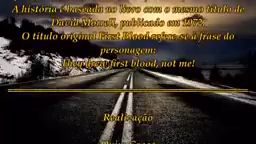 A história é baseada no livro com o mesmo título de
David Morrell, publicado em 1972.
O título original First Blood refere-se à frase do
personagem:
They drew first blood, not me!
Realização